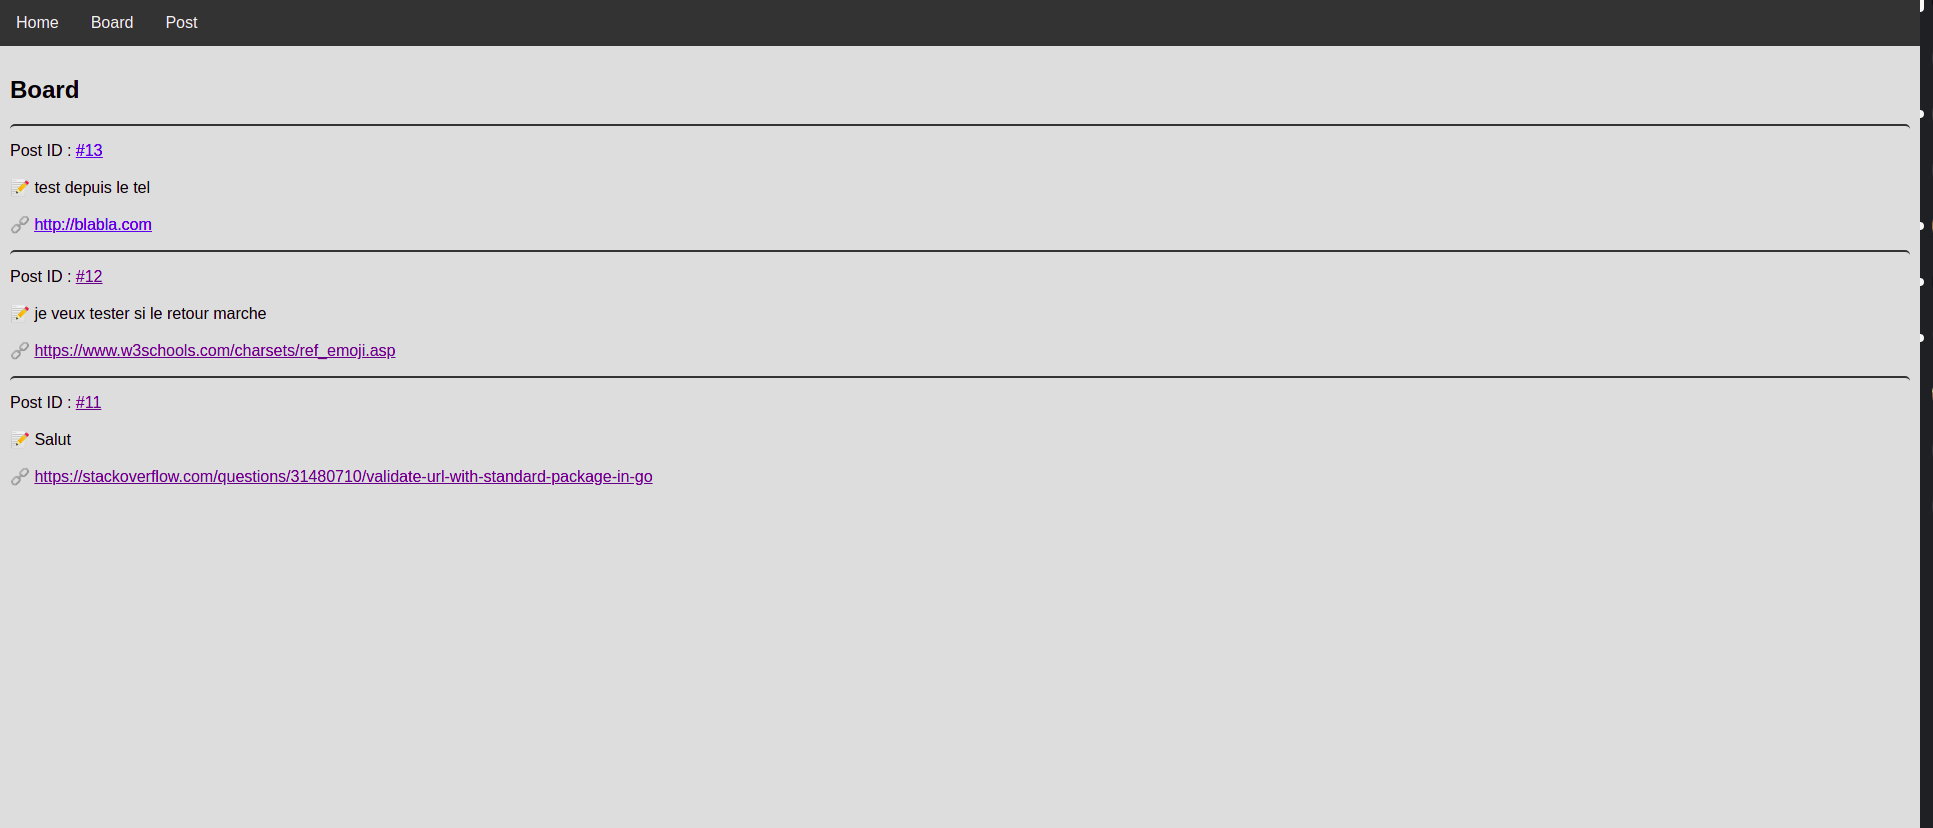 Home Board Post
Board
Post ID : #13
📝 test depuis le tel
🔗 http://blabla.com
Post ID : #12
📝 je veux tester si le retour marche
🔗 https://www.w3schools.com/charsets/ref_emoji.asp
Post ID : #11
📝 Salut
🔗 https://stackoverflow.com/questions/31480710/validate-url-with-standard-package-in-go